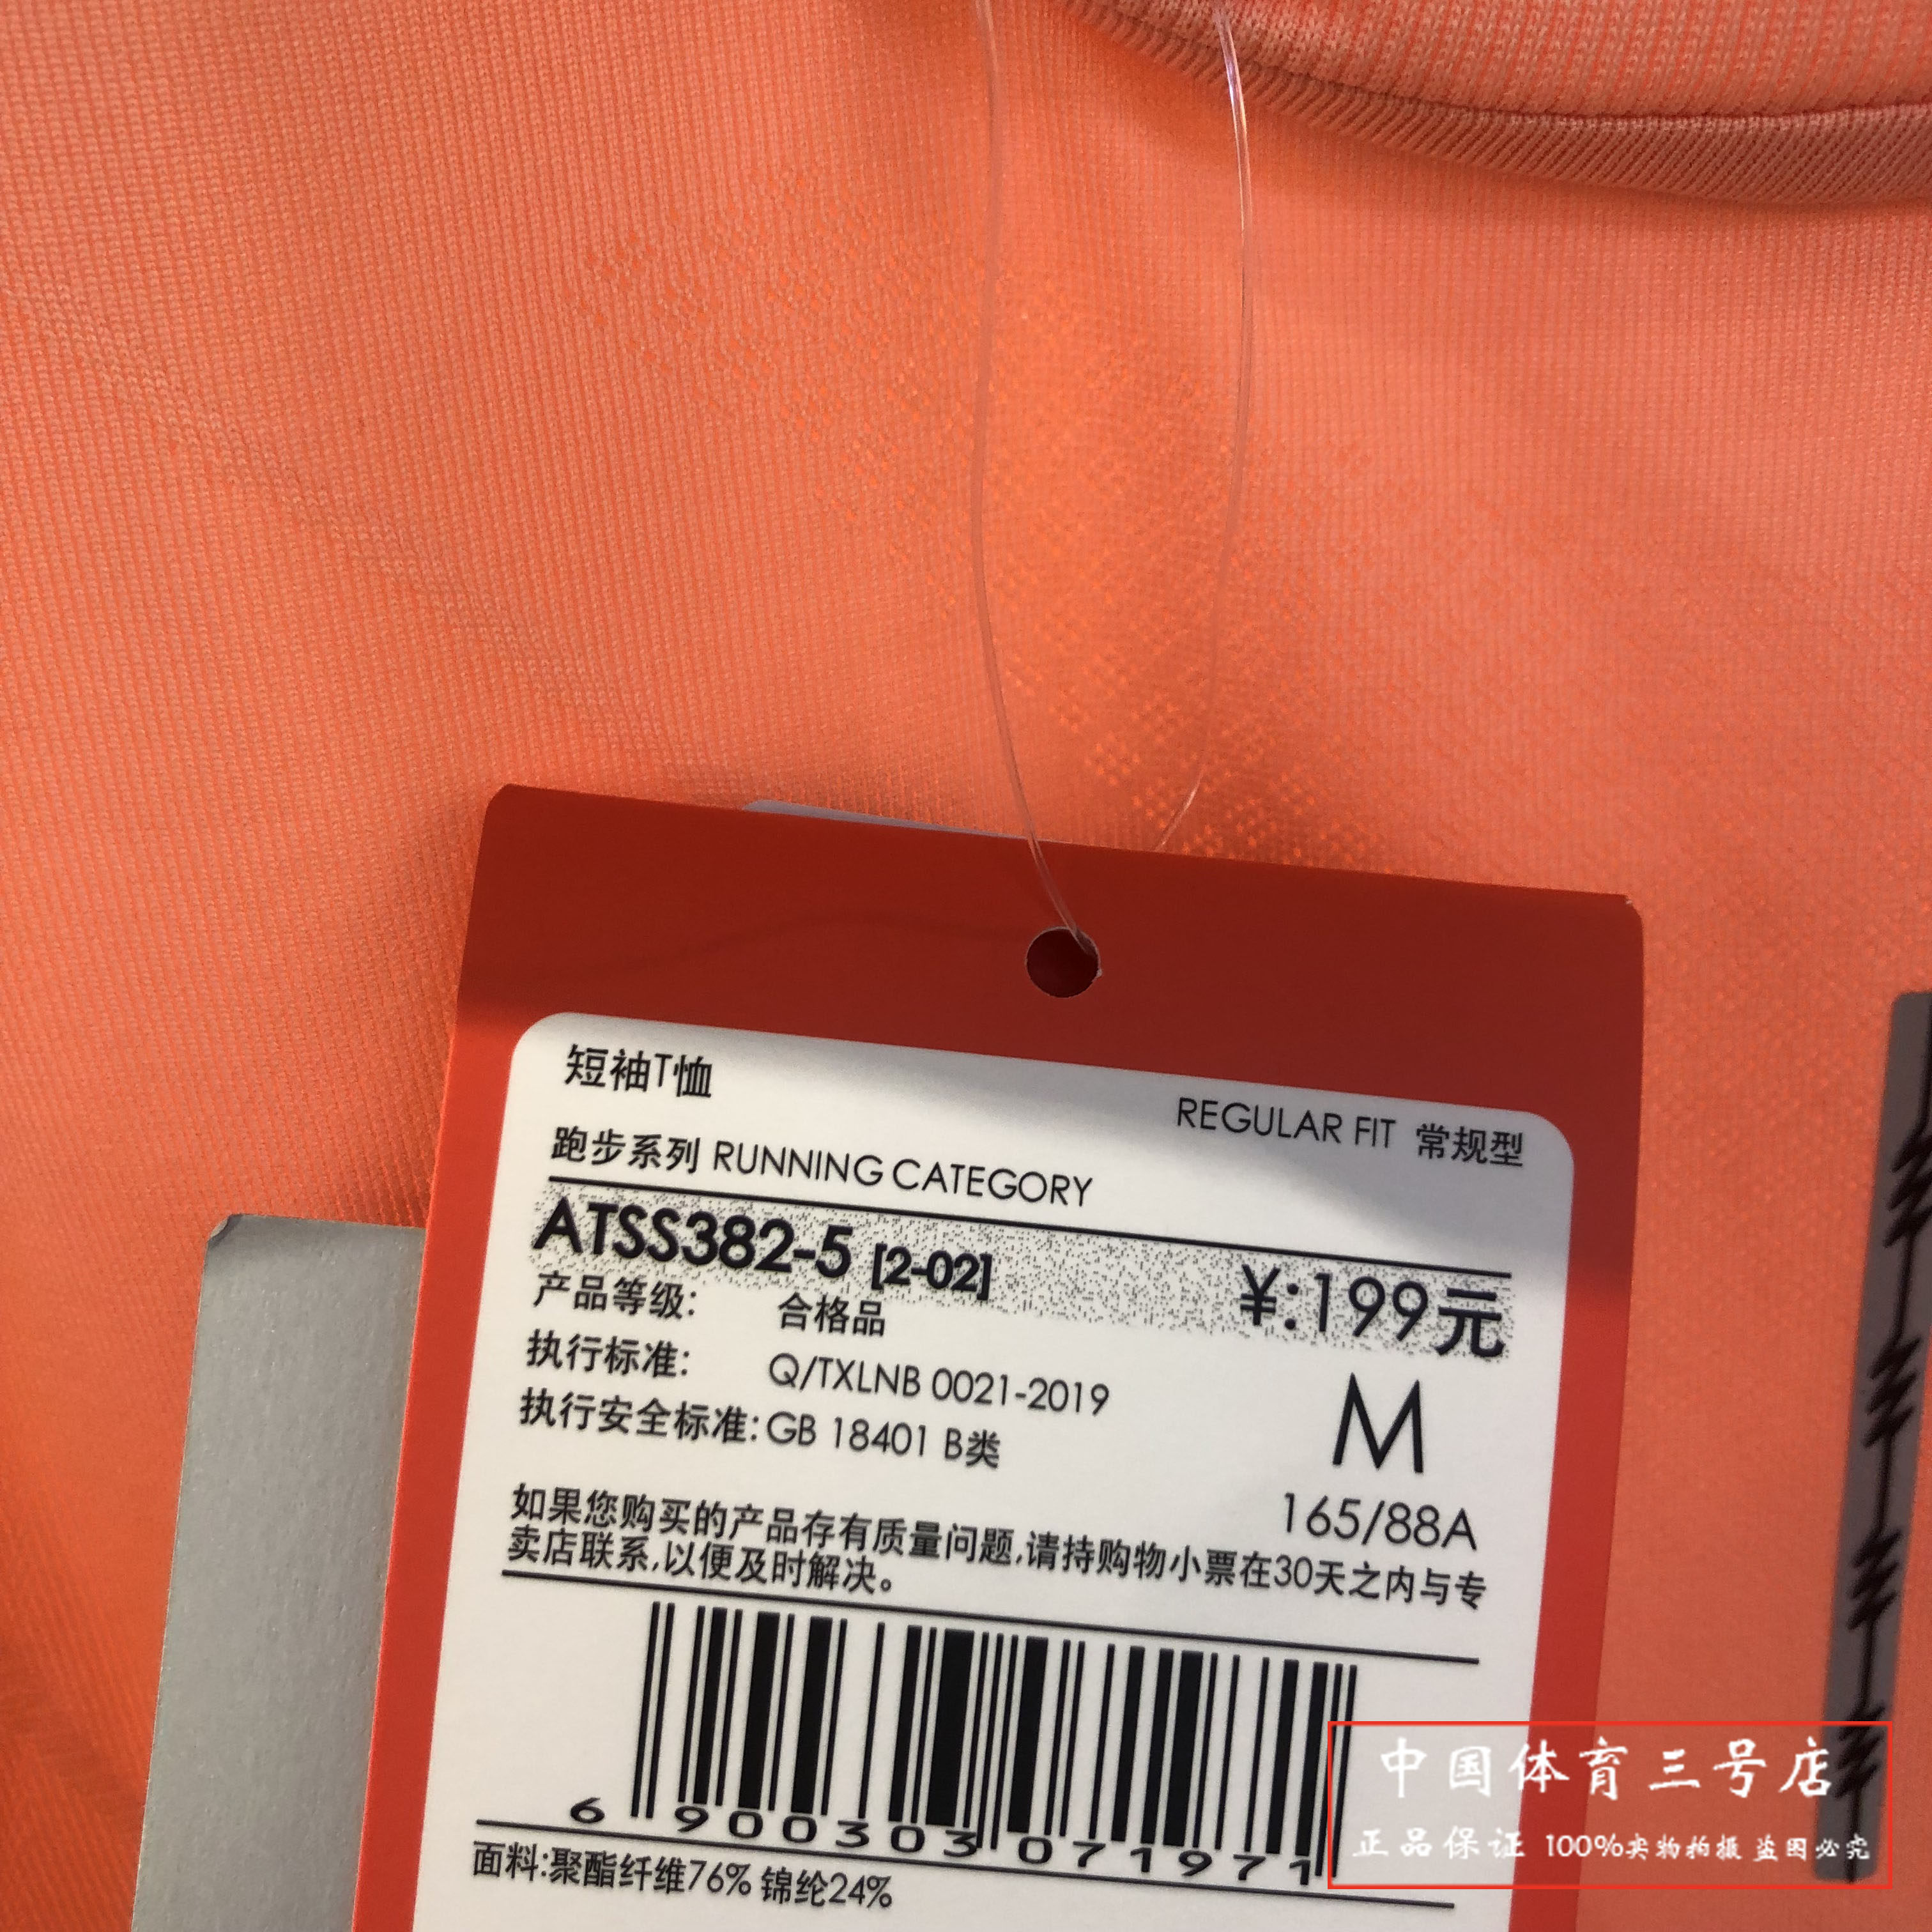 短袖T恤
REGULAR FIT 常规型
跑步系列 RUNNING CATEGORY
ATSS382-5 [2-02]
¥:199元
产品等级: 合格品
执行标准: Q/TXLNB 0021-2019
M
执行安全标准:GB 18401 B类
165/88A
如果您购买的产品存有质量问题,请持购物小票在30天之内与专
卖店联系,以便及时解决。
6 900303 071971
面料:聚酯纤维76% 锦纶24%
中国体育三号店
正品保证 100%实物拍摄 盗图必究